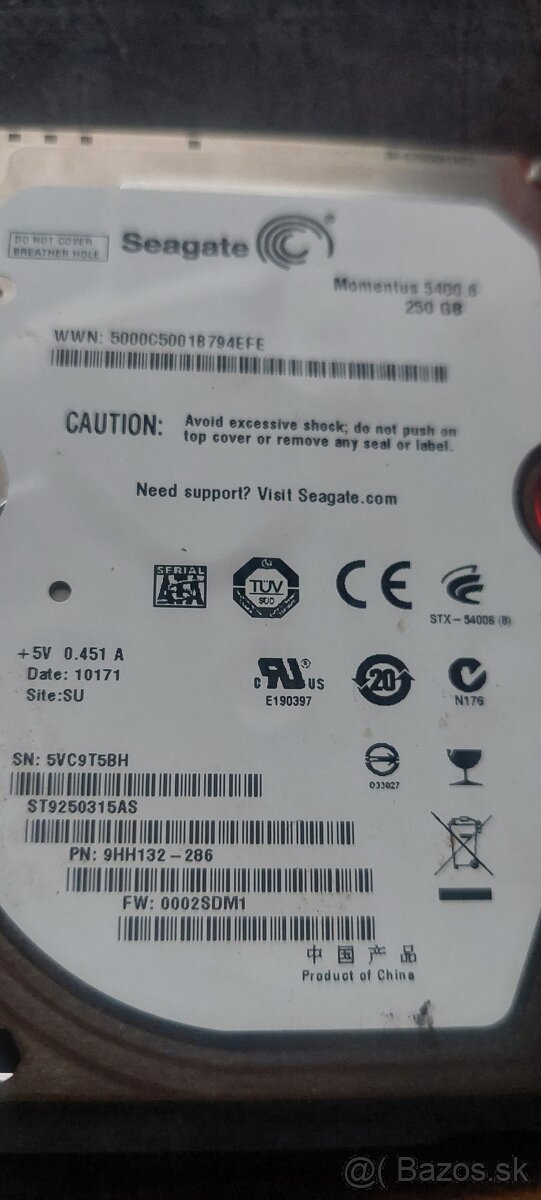 DO NOT COVER
BREATHER HOLE
Seagate
Momentus 5400.6
250 GB
WWN: 5000C5001B794EFE
CAUTION: Avoid excessive shock; do not push on
top cover or remove any seal or label.
Need support? Visit Seagate.com
SERIAL
ATA
TÜV
SÜD
CE
STX-54006 (B)
+5V 0.451 A
Date: 10171
Site:SU
c RU® US
E190397
20
N176
SN: 5VC9T5BH
D33027
ST9250315AS
PN: 9HH132-286
FW: 0002SDM1
中国产品
Product of China
@( Bazos.sk